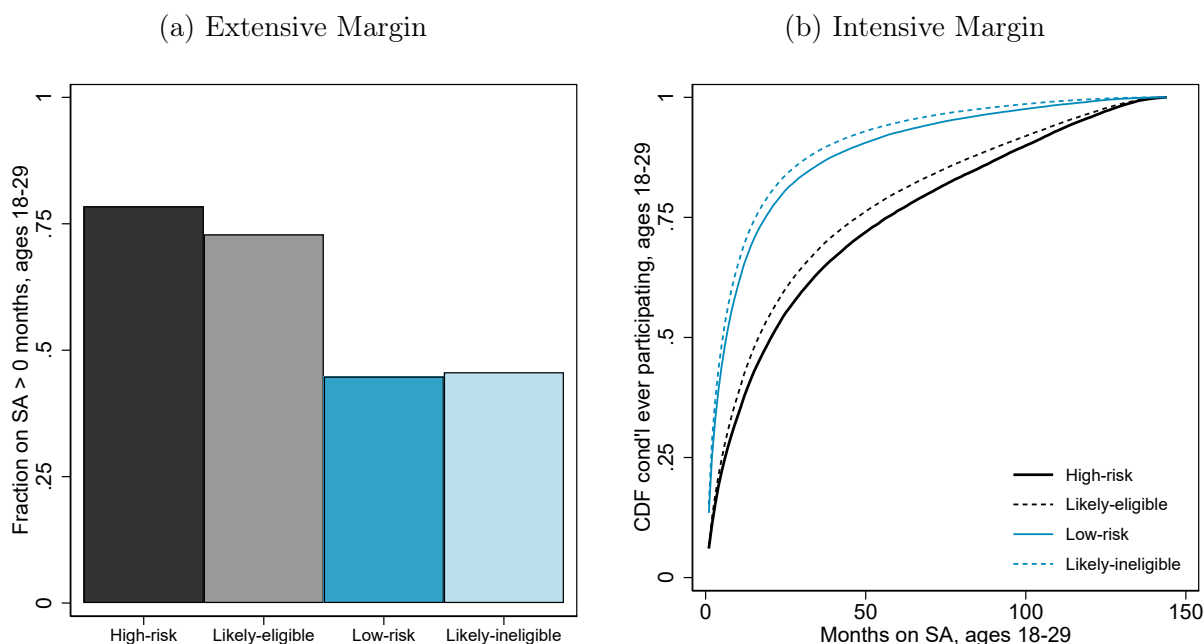 (a) Extensive Margin
Fraction on SA > 0 months, ages 18-29
1
.75
.5
.25
0
High-risk
Likely-eligible
Low-risk
Likely-ineligible
(b) Intensive Margin
CDF cond'l ever participating, ages 18-29
1
.75
.5
.25
0
High-risk
Likely-eligible
Low-risk
Likely-ineligible
0
50
100
150
Months on SA, ages 18-29